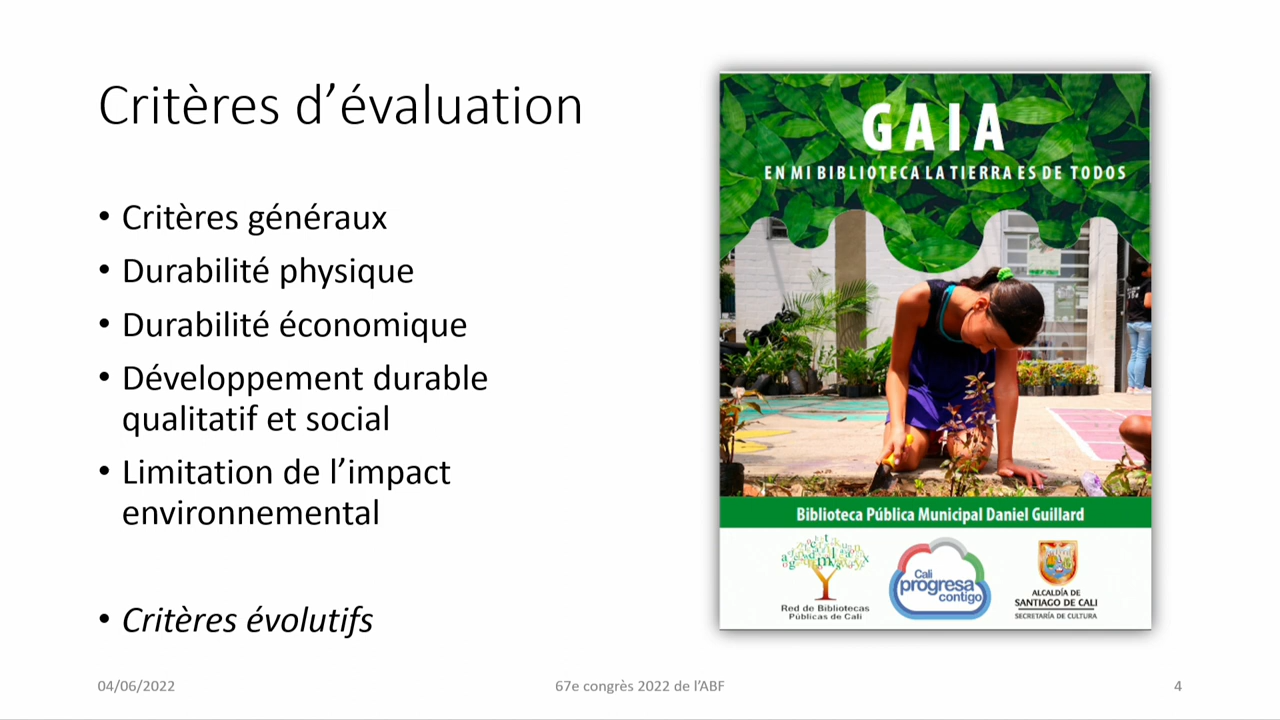 Critères d’évaluation
• Critères généraux
• Durabilité physique
• Durabilité économique
• Développement durable
qualitatif et social
• Limitation de l’impact
environnemental
• Critères évolutifs
GAIA
EN MI BIBLIOTECA LA TIERRA ES DE TODOS
Biblioteca Pública Municipal Daniel Guillard
Red de Bibliotecas
Públicas de Cali
Cali
progresa
contigo
ALCALDÍA DE
SANTIAGO DE CALI
SECRETARÍA DE CULTURA
04/06/2022
67e congrès 2022 de l’ABF
4